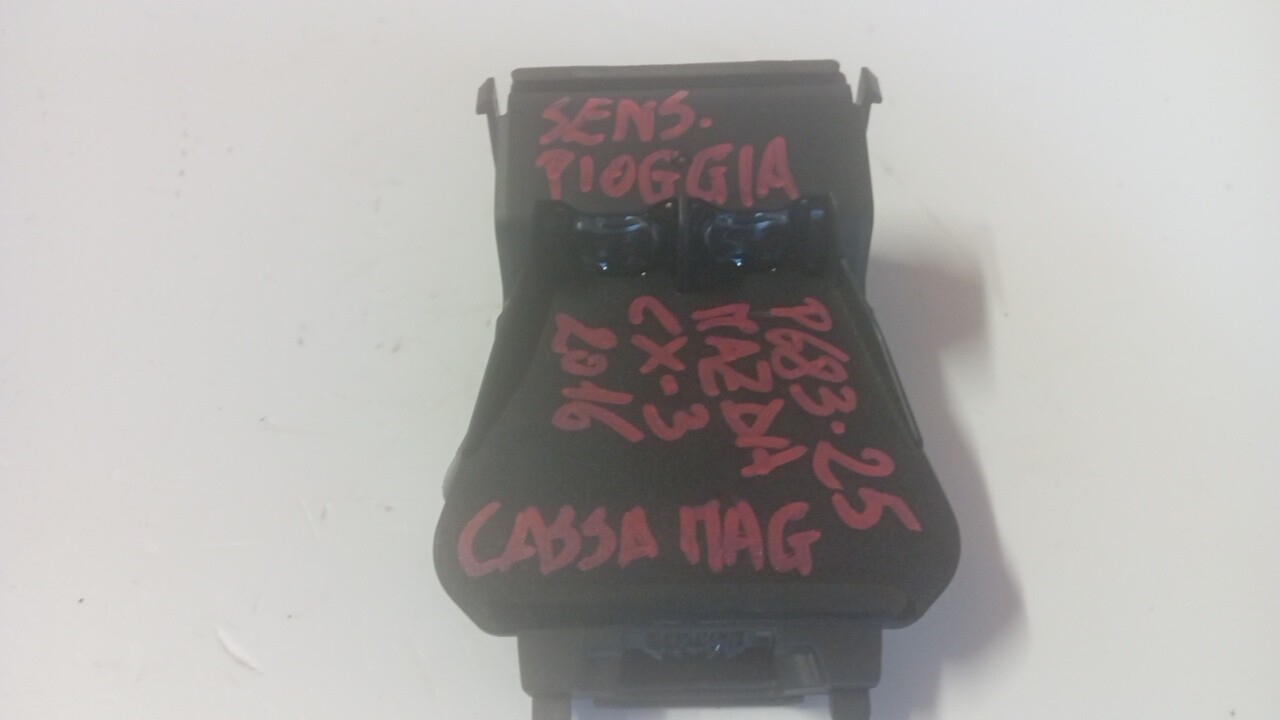 SENS.
PIOGGIA
P683.25
MAZDA
CX-3
2016
CASSA MAG